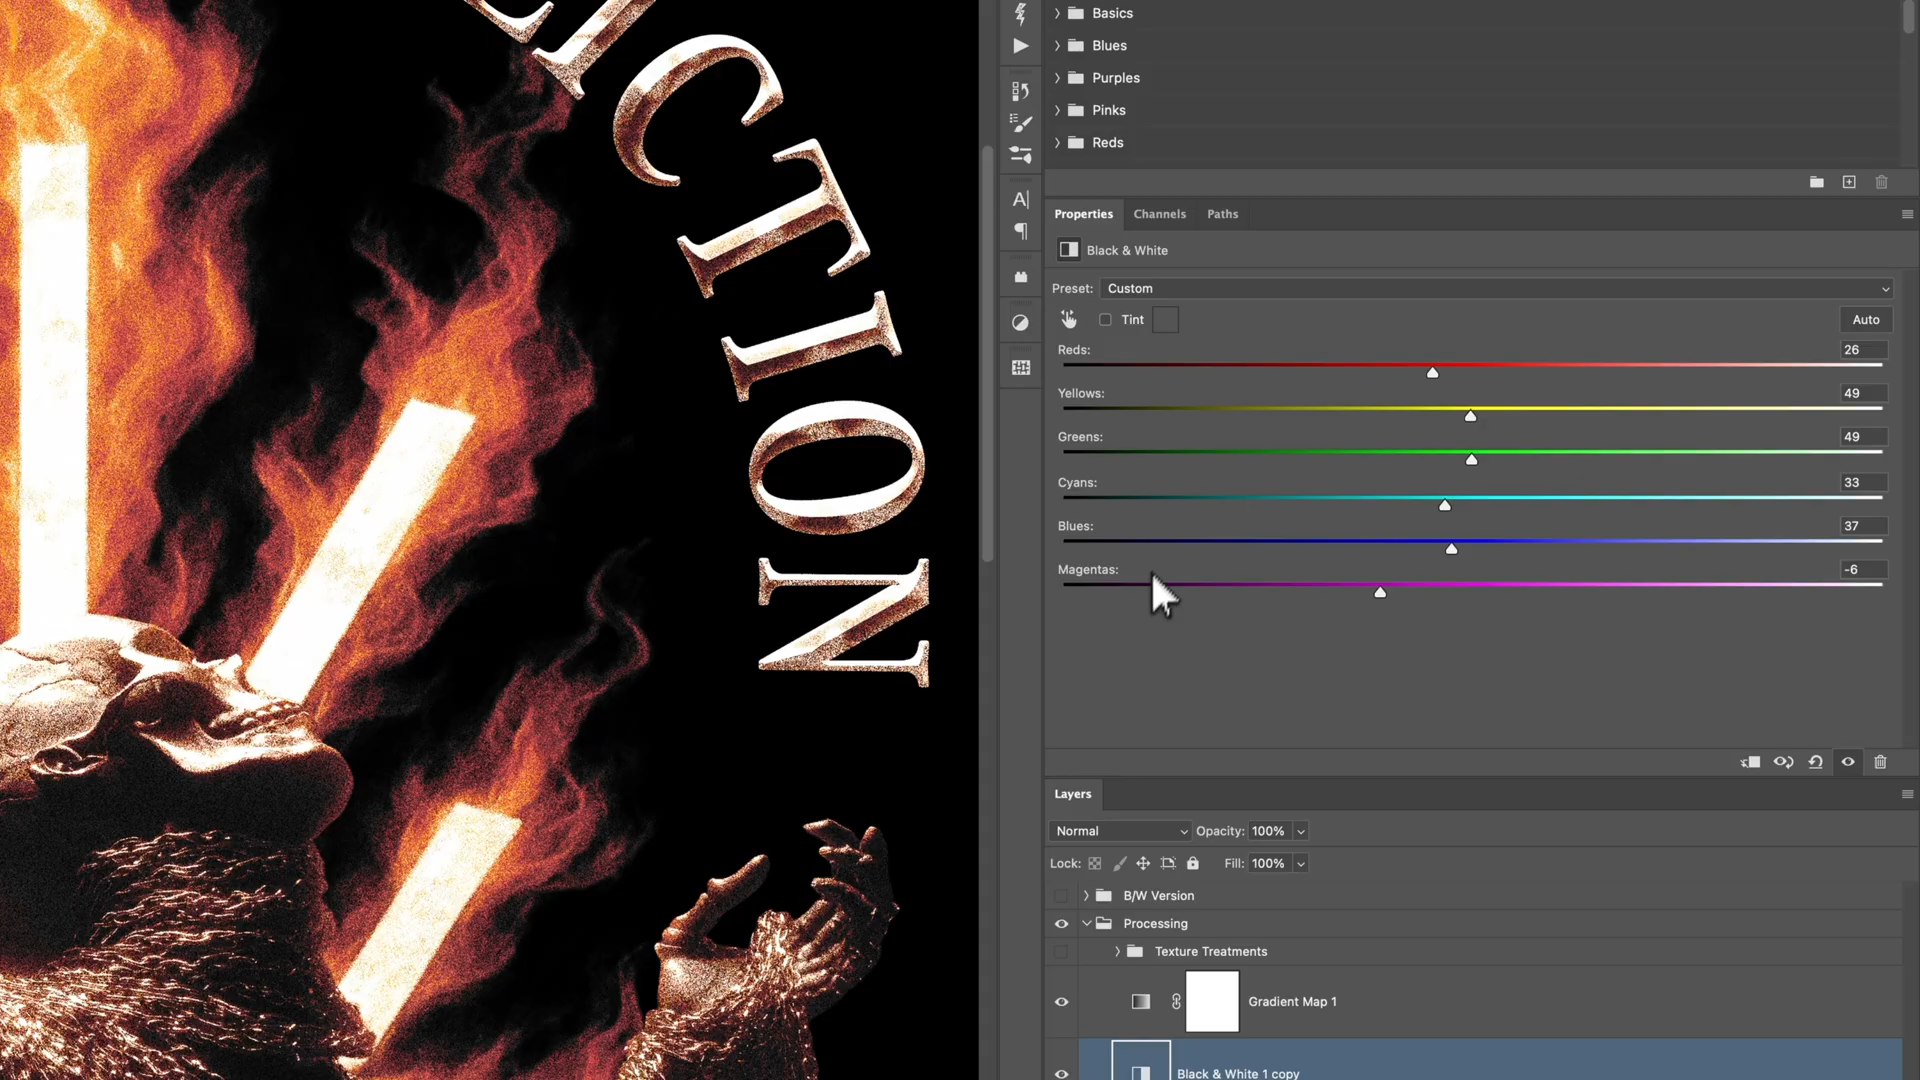 ICTION
Basics
Blues
Purples
Pinks
Reds
Properties Channels Paths
Black & White
Preset: Custom
Tint Auto
Reds: 26
Yellows: 49
Greens: 49
Cyans: 33
Blues: 37
Magentas: -6
Layers
Normal Opacity: 100%
Lock: Fill: 100%
B/W Version
Processing
Texture Treatments
Gradient Map 1
Black & White 1 copy